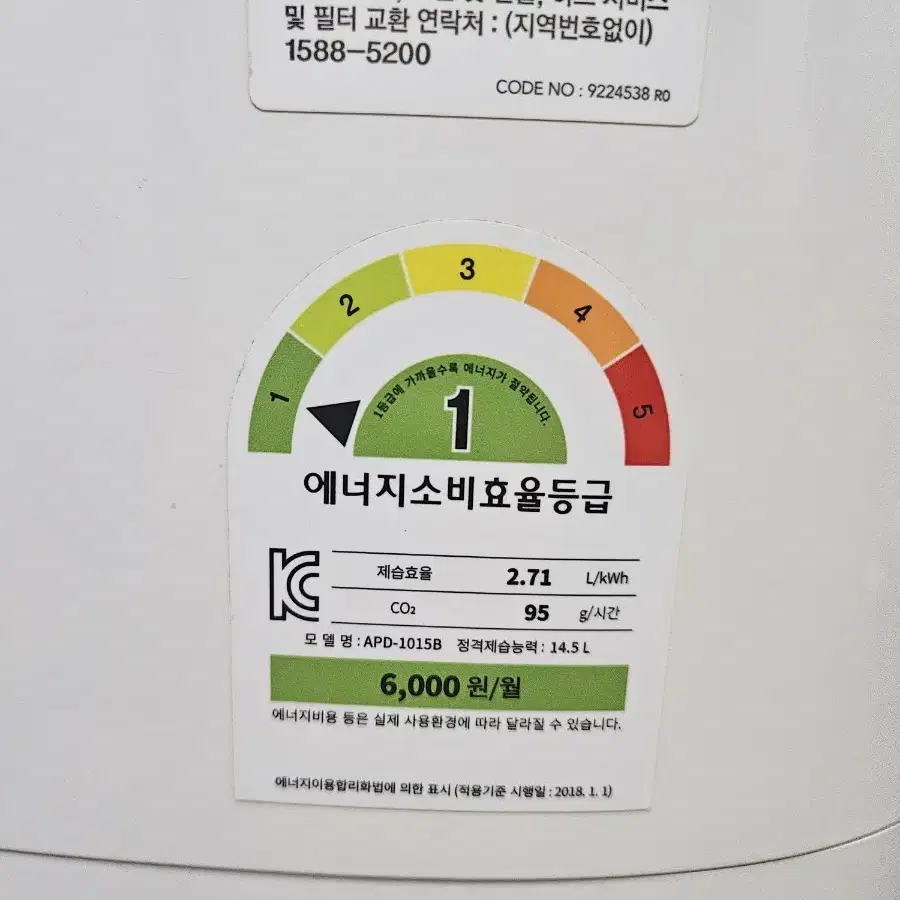 및 필터 교환 연락처 : (지역번호없이)
1588-5200
CODE NO : 9224538 R0
1
2
3
4
5
1등급에 가까울수록 에너지가 절약됩니다.
1
에너지소비효율등급
제습효율 2.71 L/kWh
CO₂ 95 g/시간
모 델 명 : APD-1015B 정격제습능력 : 14.5 L
6,000 원/월
에너지비용 등은 실제 사용환경에 따라 달라질 수 있습니다.
에너지이용합리화법에 의한 표시 (적용기준 시행일 : 2018. 1. 1)